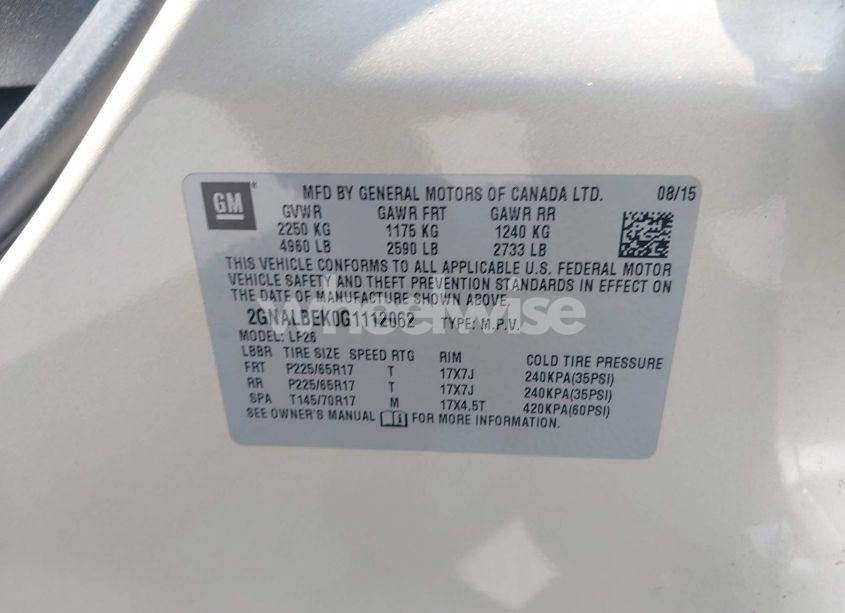 GM ® MFD BY GENERAL MOTORS OF CANADA LTD. 08/15
GVWR GAWR FRT GAWR RR
2250 KG 1175 KG 1240 KG
4960 LB 2590 LB 2733 LB
THIS VEHICLE CONFORMS TO ALL APPLICABLE U.S. FEDERAL MOTOR
VEHICLE SAFETY AND THEFT PREVENTION STANDARDS IN EFFECT ON
THE DATE OF MANUFACTURE SHOWN ABOVE.
wheelwise
2GNALBEK0G1112062 TYPE: M.P.V.
MODEL: LF26
LBBR TIRE SIZE SPEED RTG RIM COLD TIRE PRESSURE
FRT P225/65R17 T 17X7J 240KPA(35PSI)
RR P225/65R17 T 17X7J 240KPA(35PSI)
SPA T145/70R17 M 17X4.5T 420KPA(60PSI)
SEE OWNER'S MANUAL FOR MORE INFORMATION.